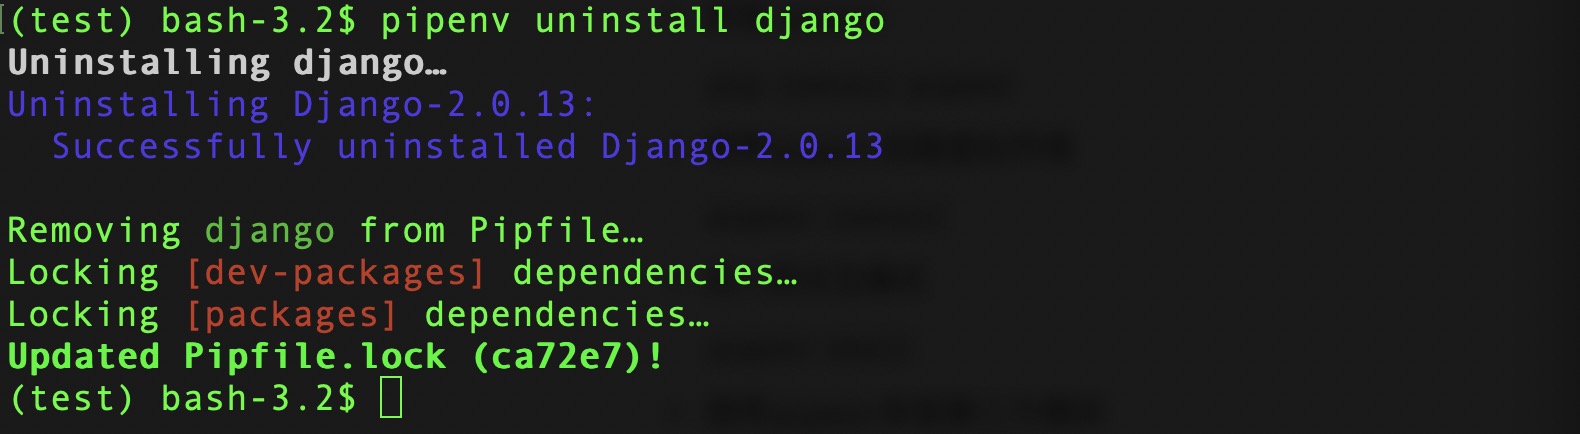 (test) bash-3.2$ pipenv uninstall django
Uninstalling django…
Uninstalling Django-2.0.13:
  Successfully uninstalled Django-2.0.13

Removing django from Pipfile…
Locking [dev-packages] dependencies…
Locking [packages] dependencies…
Updated Pipfile.lock (ca72e7)!
(test) bash-3.2$